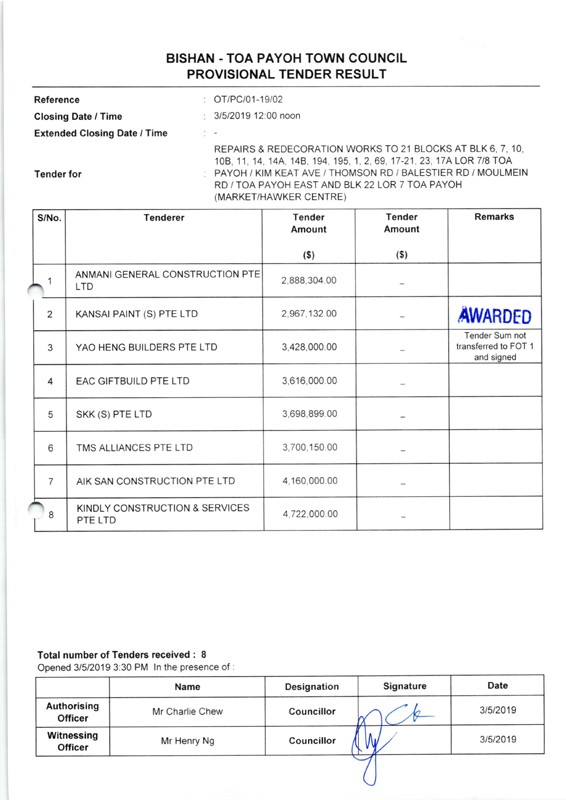 BISHAN - TOA PAYOH TOWN COUNCIL
PROVISIONAL TENDER RESULT
Reference : OT/PC/01-19/02
Closing Date / Time : 3/5/2019 12:00 noon
Extended Closing Date / Time : -
REPAIRS & REDECORATION WORKS TO 21 BLOCKS AT BLK 6, 7, 10,
10B, 11, 14, 14A, 14B, 194, 195, 1, 2, 69, 17-21, 23, 17A LOR 7/8 TOA
Tender for : PAYOH / KIM KEAT AVE / THOMSON RD / BALESTIER RD / MOULMEIN
RD / TOA PAYOH EAST AND BLK 22 LOR 7 TOA PAYOH
(MARKET/HAWKER CENTRE)
S/No. Tenderer Tender Amount ($) Tender Amount ($) Remarks
1 ANMANI GENERAL CONSTRUCTION PTE LTD 2,888,304.00 –
2 KANSAI PAINT (S) PTE LTD 2,967,132.00 – AWARDED
3 YAO HENG BUILDERS PTE LTD 3,428,000.00 – Tender Sum not transferred to FOT 1 and signed
4 EAC GIFTBUILD PTE LTD 3,616,000.00 –
5 SKK (S) PTE LTD 3,698,899.00 –
6 TMS ALLIANCES PTE LTD 3,700,150.00 –
7 AIK SAN CONSTRUCTION PTE LTD 4,160,000.00 –
8 KINDLY CONSTRUCTION & SERVICES PTE LTD 4,722,000.00 –
Total number of Tenders received : 8
Opened 3/5/2019 3:30 PM In the presence of :
Name Designation Signature Date
Authorising Officer Mr Charlie Chew Councillor 3/5/2019
Witnessing Officer Mr Henry Ng Councillor 3/5/2019